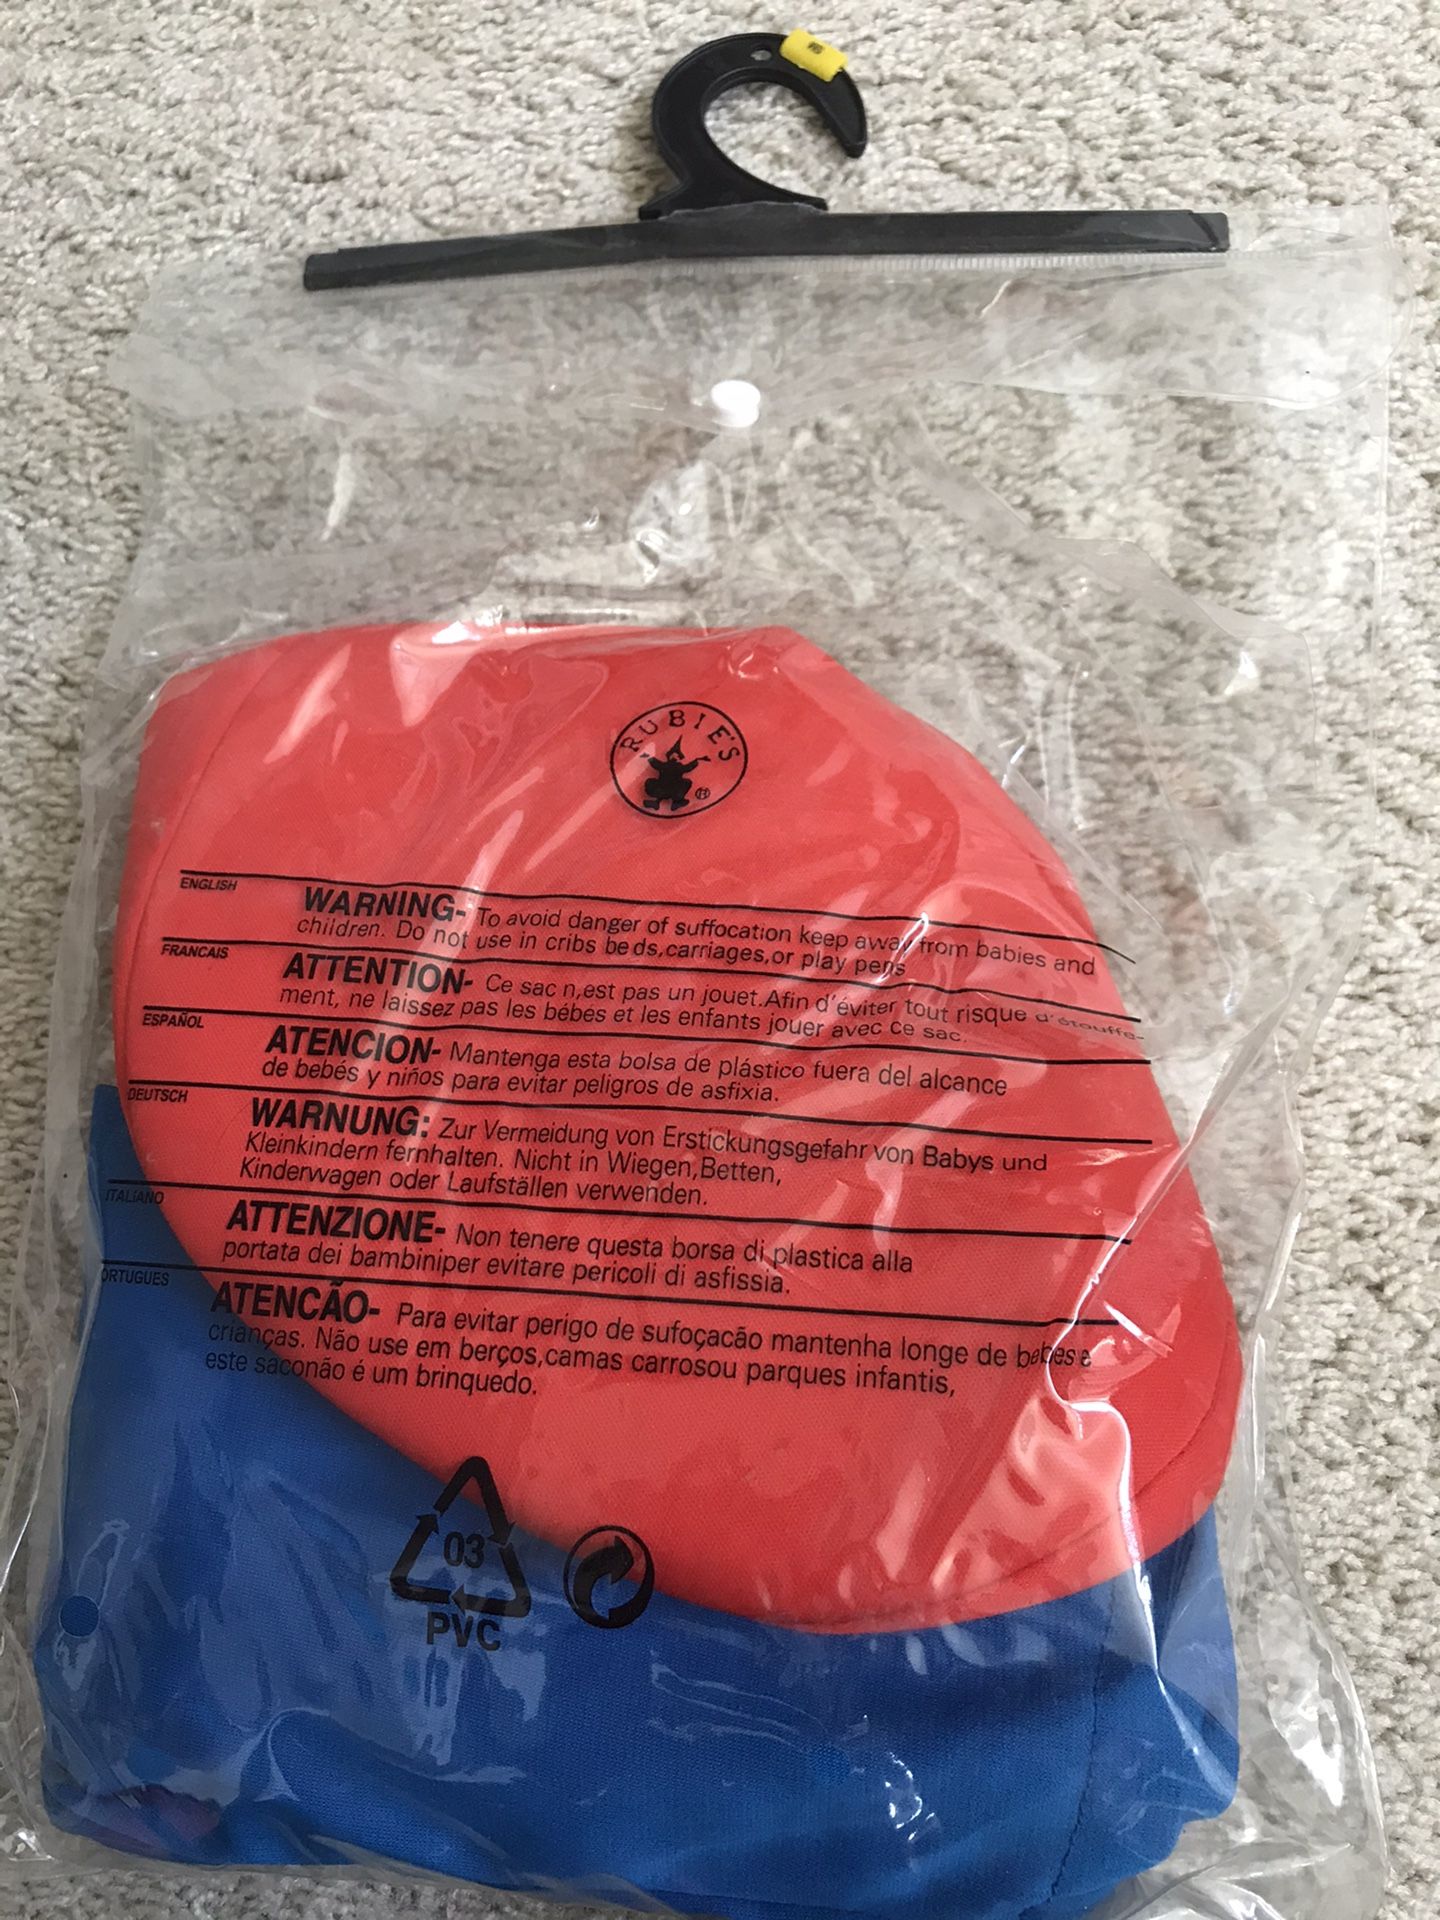 RUBIE'S
®
ENGLISH
WARNING- To avoid danger of suffocation keep away from babies and
children. Do not use in cribs beds,carriages,or play pens
FRANCAIS
ATTENTION- Ce sac n,est pas un jouet.Afin d'éviter tout risque d'étouffe-
ment, ne laissez pas les bébés et les enfants jouer avec ce sac.
ESPAÑOL
ATENCION- Mantenga esta bolsa de plástico fuera del alcance
de bebés y niños para evitar peligros de asfixia.
DEUTSCH
WARNUNG: Zur Vermeidung von Erstickungsgefahr von Babys und
Kleinkindern fernhalten. Nicht in Wiegen,Betten,
Kinderwagen oder Laufställen verwenden.
ITALIANO
ATTENZIONE- Non tenere questa borsa di plastica alla
portata dei bambiniper evitare pericoli di asfissia.
ORTUGUES
ATENCÃO- Para evitar perigo de sufoçacão mantenha longe de bebes e
crianças. Não use em berços,camas carrosou parques infantis,
este saconão é um brinquedo.
03
PVC